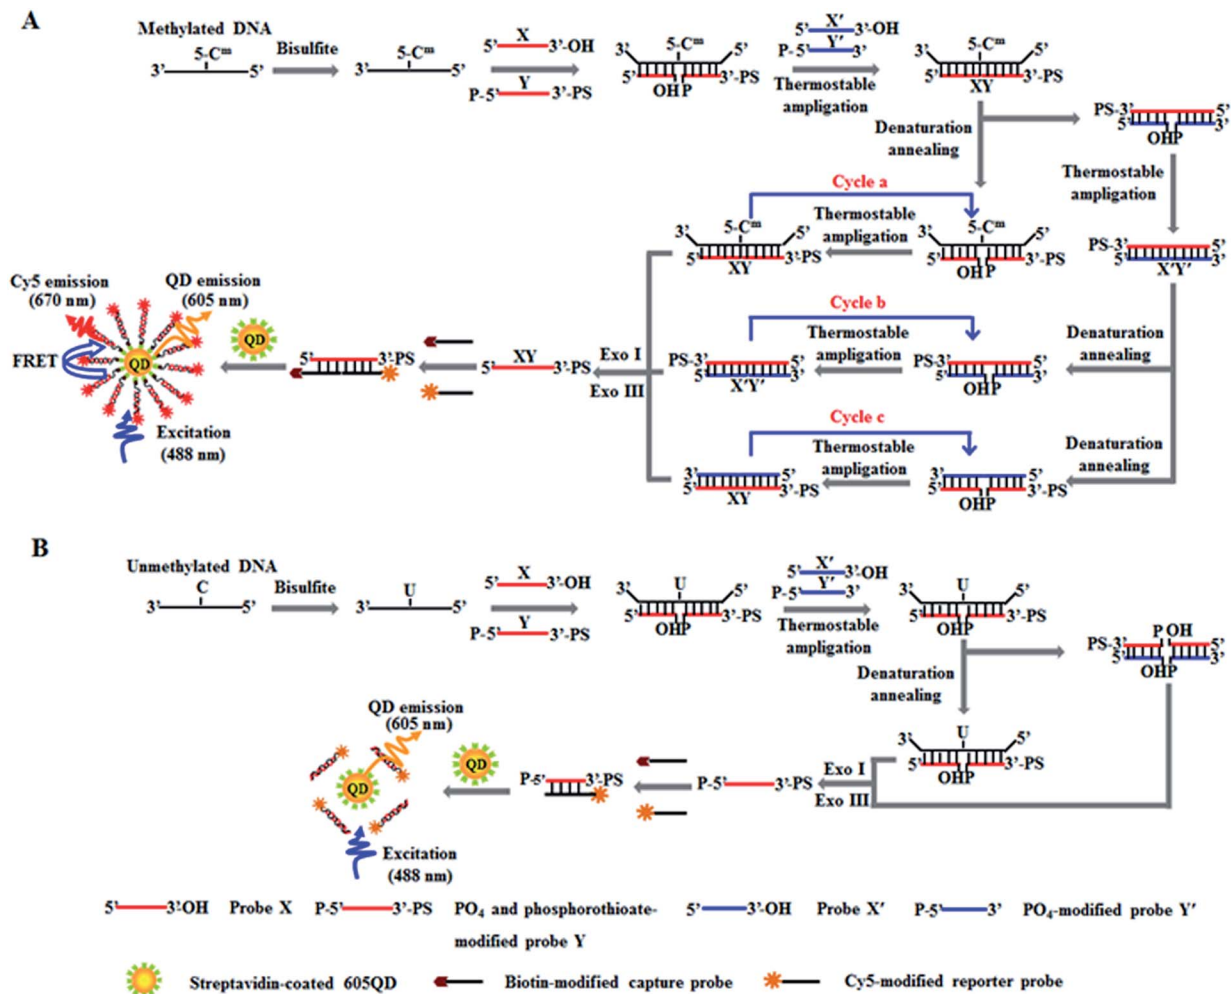 A
Methylated DNA
5-Cᵐ
3’ 5’
Bisulfite
5-Cᵐ
3’ 5’
X
5’ 3’-OH
Y
P-5’ 3’-PS
5-Cᵐ
3’ 5’
5’ 3’-PS
OHP
X′
5’ 3’-OH
Y′
P-5’ 3’
Thermostable
ampligation
5-Cᵐ
3’ 5’
5’ 3’-PS
XY
Denaturation
annealing
PS-3’ 5’
5’ 3’
OHP
Thermostable
ampligation
PS-3’ 5’
5’ 3’
X′Y′
Cycle a
5-Cᵐ
3’ 5’
5’ 3’-PS
XY
Thermostable
ampligation
5-Cᵐ
3’ 5’
5’ 3’-PS
OHP
Cycle b
PS-3’ 5’
5’ 3’
X′Y′
Thermostable
ampligation
PS-3’ 5’
5’ 3’
OHP
Denaturation
annealing
Cycle c
3’ 5’
5’ 3’-PS
XY
Thermostable
ampligation
3’ 5’
5’ 3’-PS
OHP
Denaturation
annealing
Exo I
Exo III
XY
5’ 3’-PS
5’ 3’-PS
QD
Cy5 emission
(670 nm)
QD emission
(605 nm)
FRET
QD
Excitation
(488 nm)
B
Unmethylated DNA
C
3’ 5’
Bisulfite
U
3’ 5’
X
5’ 3’-OH
Y
P-5’ 3’-PS
U
3’ 5’
5’ 3’-PS
OHP
X′
5’ 3’-OH
Y′
P-5’ 3’
Thermostable
ampligation
U
3’ 5’
5’ 3’-PS
OHP
Denaturation
annealing
P OH
PS-3’ 5’
5’ 3’
OHP
U
3’ 5’
5’ 3’-PS
OHP
Exo I
Exo III
P-5’ 3’-PS
P-5’ 3’-PS
QD
QD emission
(605 nm)
QD
Excitation
(488 nm)
5’ 3’-OH Probe X P-5’ 3’-PS PO₄ and phosphorothioate- 5’ 3’-OH Probe X′ P-5’ 3’ PO₄-modified probe Y′
modified probe Y
Streptavidin-coated 605QD Biotin-modified capture probe Cy5-modified reporter probe